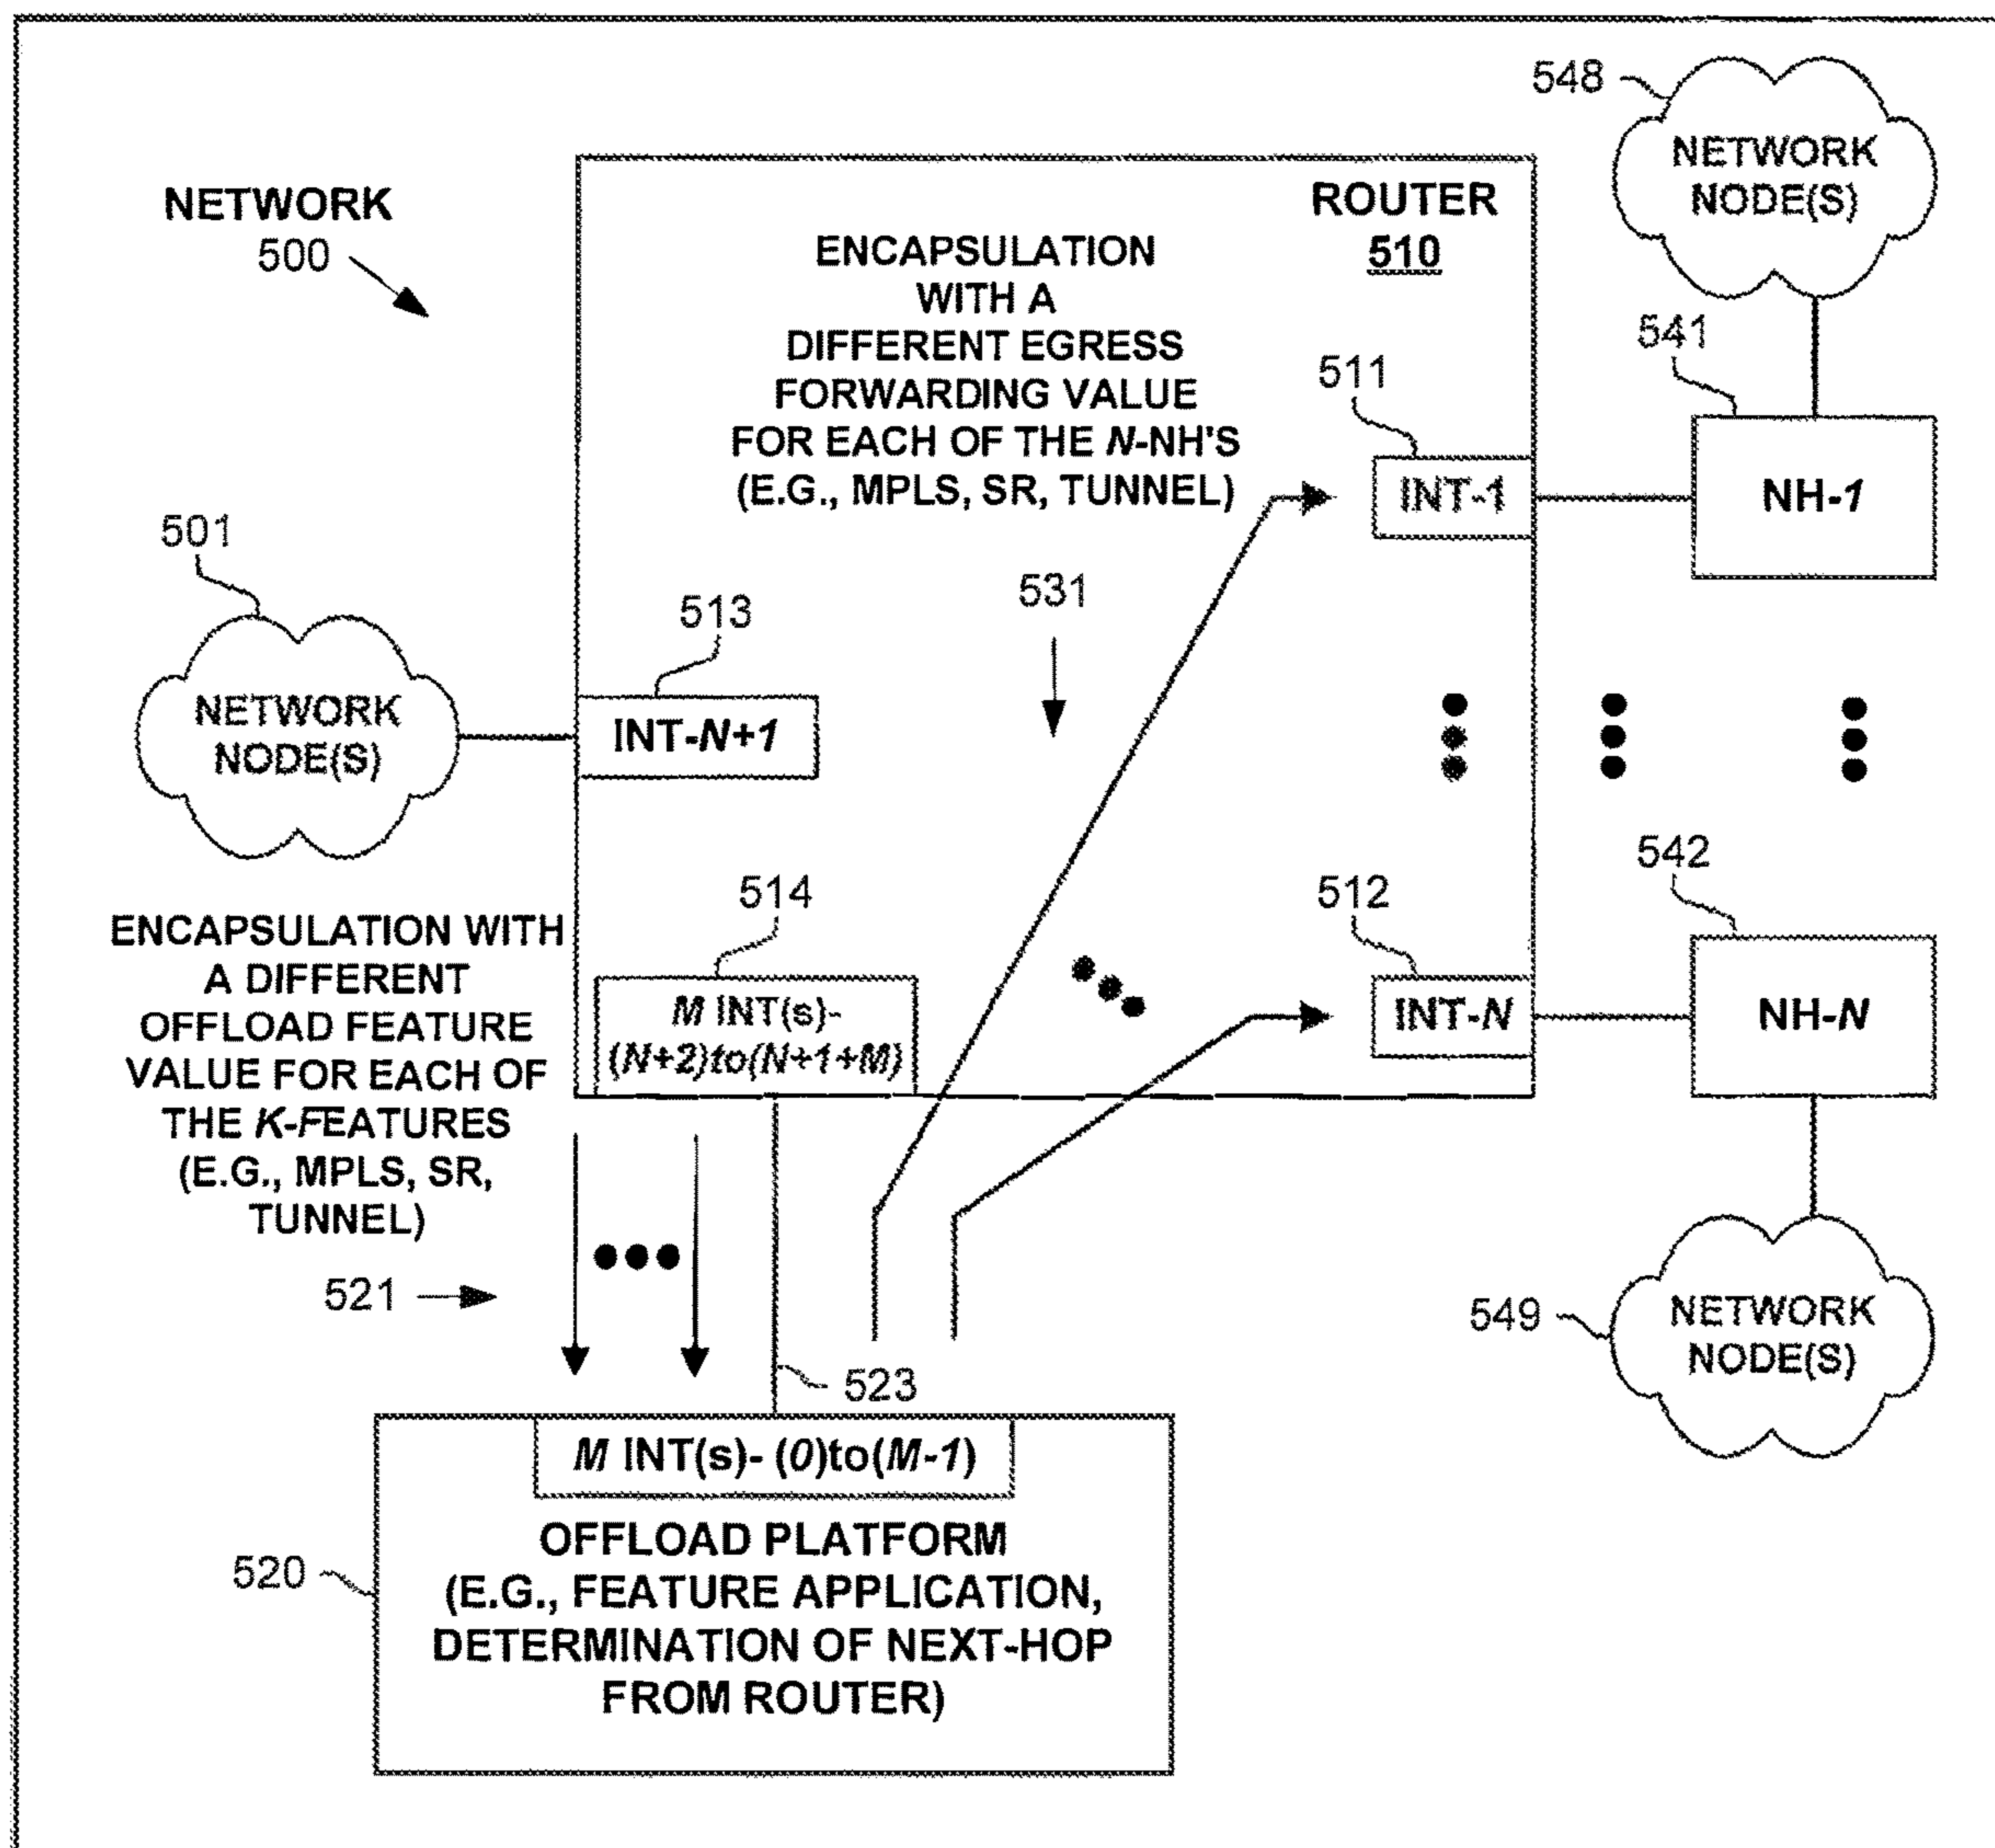 548
NETWORK
NODE(S)
NETWORK
500
ROUTER
510
ENCAPSULATION
WITH A
DIFFERENT EGRESS
FORWARDING VALUE
FOR EACH OF THE N-NH'S
(E.G., MPLS, SR, TUNNEL)
541
511
INT-1
NH-1
501
513
531
NETWORK
NODE(S)
INT-N+1
542
514
512
ENCAPSULATION WITH
A DIFFERENT
OFFLOAD FEATURE
VALUE FOR EACH OF
THE K-FEATURES
(E.G., MPLS, SR,
TUNNEL)
M INT(s)-
(N+2)to(N+1+M)
INT-N
NH-N
521
523
549
NETWORK
NODE(S)
M INT(s)- (0)to(M-1)
520
OFFLOAD PLATFORM
(E.G., FEATURE APPLICATION,
DETERMINATION OF NEXT-HOP
FROM ROUTER)